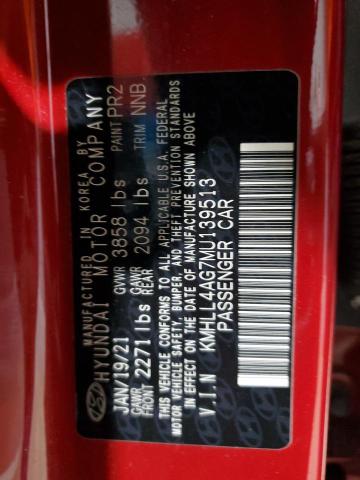 MANUFACTURED IN KOREA BY
HYUNDAI MOTOR COMPANY
JAN/19/21 GVWR 3858 lbs PAINT PR2
GAWR FRONT 2271 lbs GAWR REAR 2094 lbs TRIM NNB
THIS VEHICLE CONFORMS TO ALL APPLICABLE U.S.A. FEDERAL
MOTOR VEHICLE SAFETY, BUMPER, AND THEFT PREVENTION STANDARDS
IN EFFECT ON THE DATE OF MANUFACTURE SHOWN ABOVE
V.I.N KMHLL4AG7MU139513
PASSENGER CAR